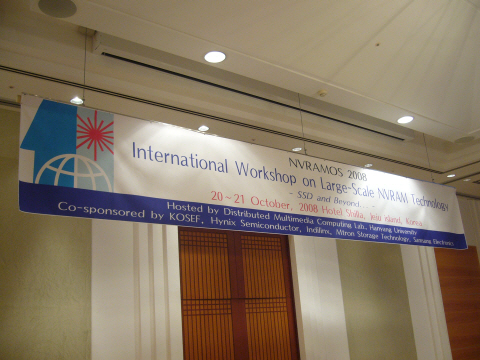 NVRAMOS 2008
International Workshop on Large-Scale NVRAM Technology
- SSD and Beyond... -
20~21 October, 2008 Hotel Shilla, Jeju island, Korea
Hosted by Distributed Multimedia Computing Lab, Hanyang University
Co-sponsored by KOSEF, Hynix Semiconductor, Indilinx, Mtron Storage Technology, Samsung Electronics